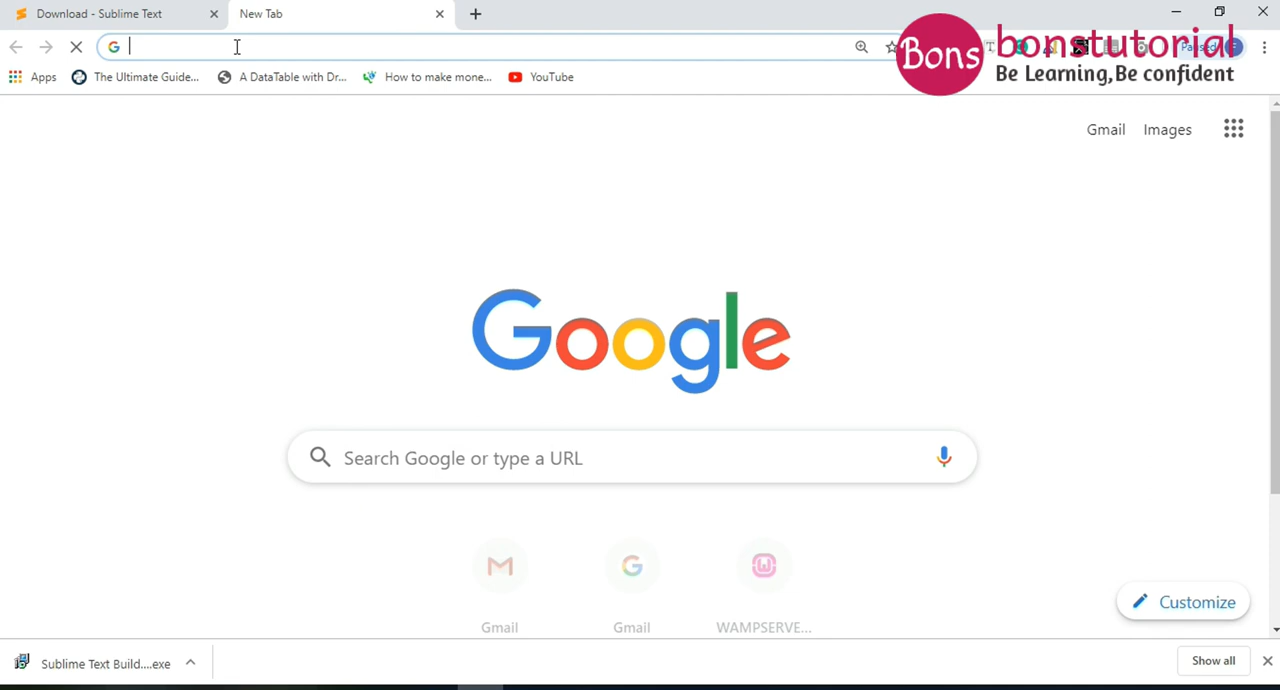 Download - Sublime Text
New Tab
Bons
bonstutorial
Be Learning,Be confident
Paused
Apps
The Ultimate Guide...
A DataTable with Dr...
How to make mone...
YouTube
Gmail
Images
Google
Search Google or type a URL
Gmail
Gmail
WAMPSERVE...
Customize
Sublime Text Build....exe
Show all